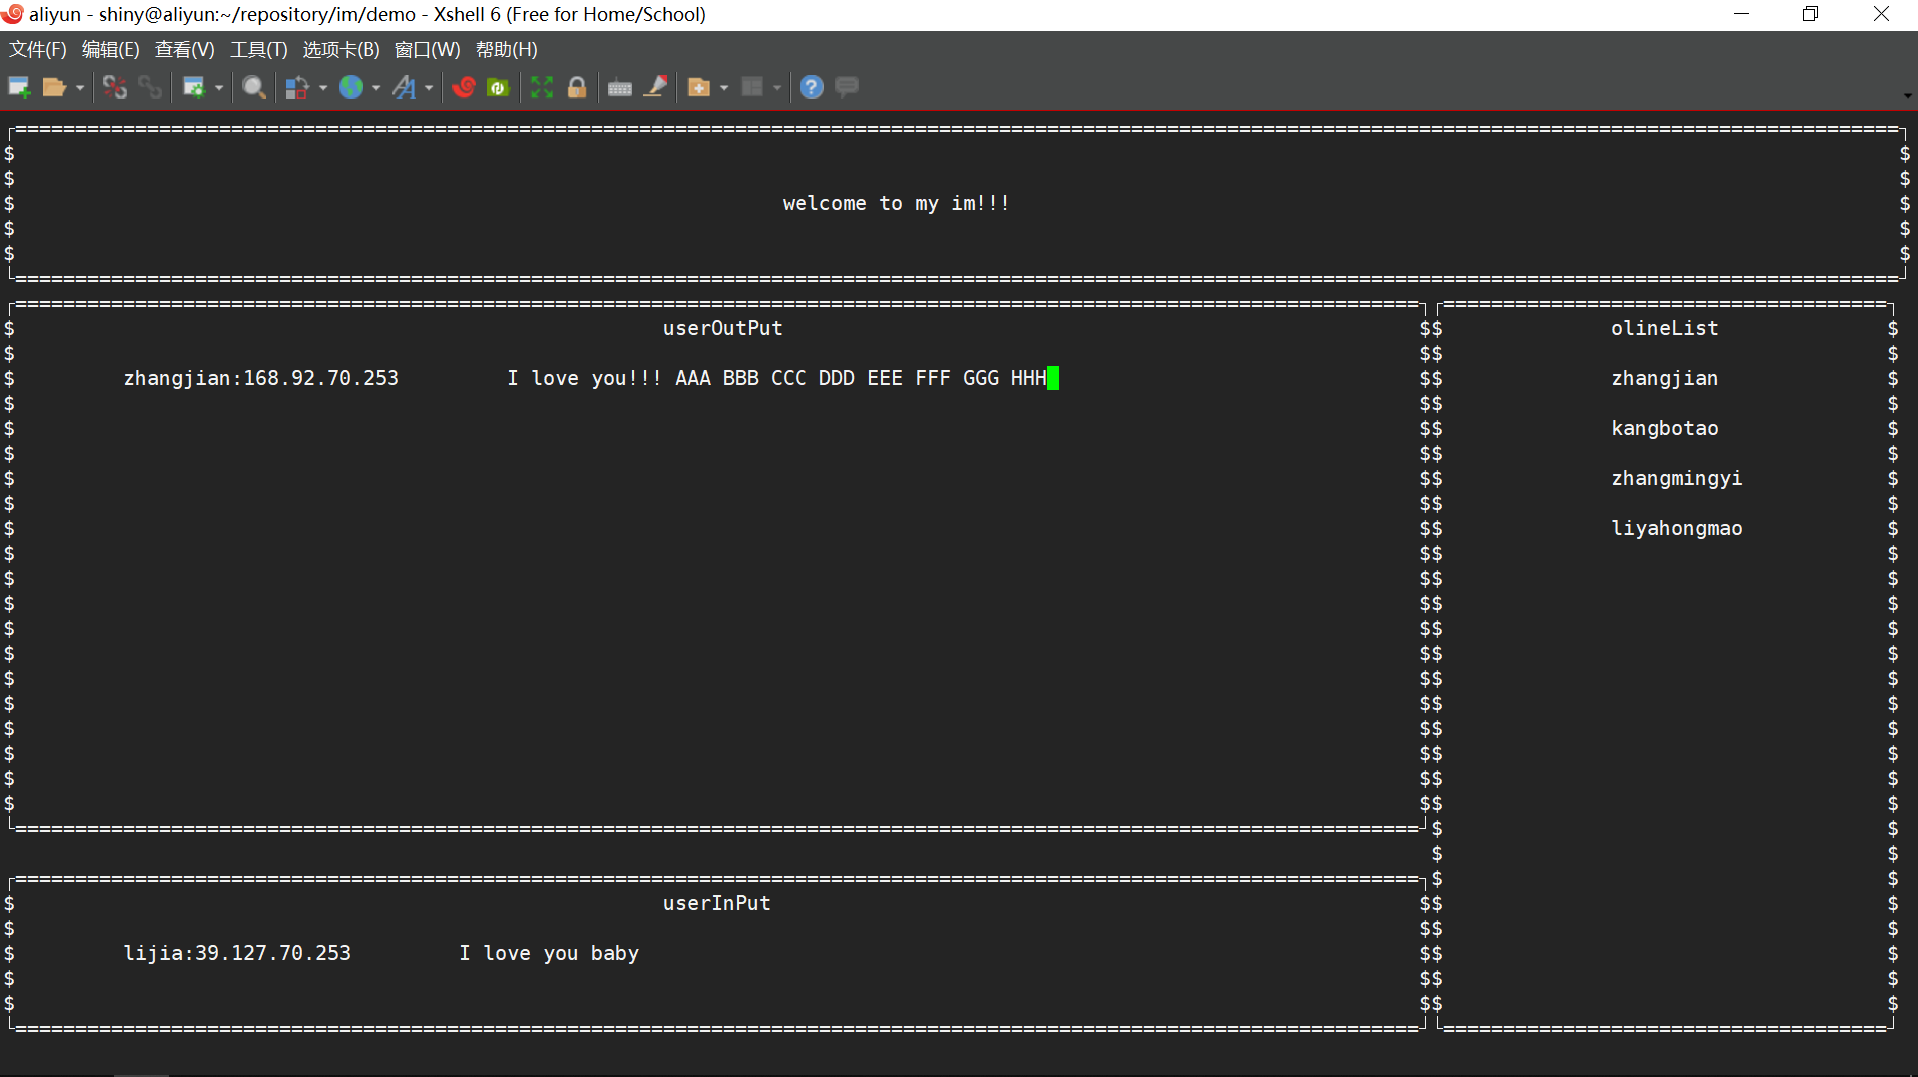 aliyun - shiny@aliyun:~/repository/im/demo - Xshell 6 (Free for Home/School)
文件(F) 编辑(E) 查看(V) 工具(T) 选项卡(B) 窗口(W) 帮助(H)
welcome to my im!!!
userOutPut
zhangjian:168.92.70.253 I love you!!! AAA BBB CCC DDD EEE FFF GGG HHH
olineList
zhangjian
kangbotao
zhangmingyi
liyahongmao
userInPut
lijia:39.127.70.253 I love you baby